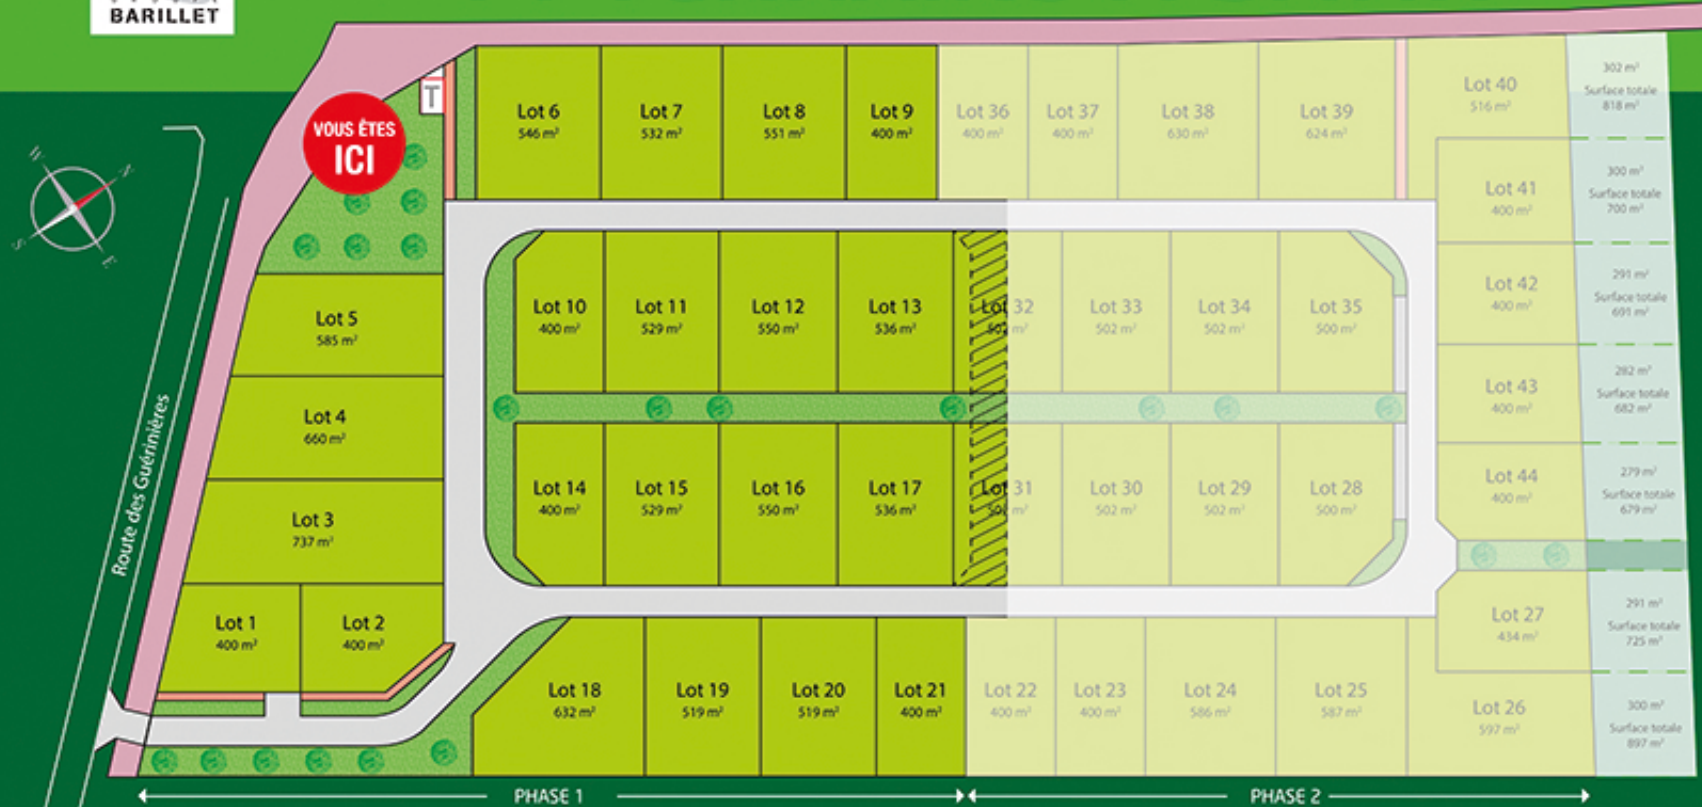 BARILLET
VOUS ÊTES
ICI
T
W
N
S
E
Route des Guérinières
Lot 6
546 m²
Lot 7
532 m²
Lot 8
551 m²
Lot 9
400 m²
Lot 36
400 m²
Lot 37
400 m²
Lot 38
630 m²
Lot 39
624 m²
Lot 40
516 m²
302 m²
Surface totale
818 m²
Lot 41
400 m²
300 m²
Surface totale
700 m²
Lot 5
585 m²
Lot 10
400 m²
Lot 11
529 m²
Lot 12
550 m²
Lot 13
536 m²
Lot 32
502 m²
Lot 33
502 m²
Lot 34
502 m²
Lot 35
500 m²
Lot 42
400 m²
291 m²
Surface totale
691 m²
Lot 4
660 m²
Lot 43
400 m²
282 m²
Surface totale
682 m²
Lot 3
737 m²
Lot 14
400 m²
Lot 15
529 m²
Lot 16
550 m²
Lot 17
536 m²
Lot 31
502 m²
Lot 30
502 m²
Lot 29
502 m²
Lot 28
500 m²
Lot 44
400 m²
279 m²
Surface totale
679 m²
Lot 1
400 m²
Lot 2
400 m²
Lot 27
434 m²
291 m²
Surface totale
725 m²
Lot 18
632 m²
Lot 19
519 m²
Lot 20
519 m²
Lot 21
400 m²
Lot 22
400 m²
Lot 23
400 m²
Lot 24
586 m²
Lot 25
587 m²
Lot 26
597 m²
300 m²
Surface totale
897 m²
PHASE 1
PHASE 2